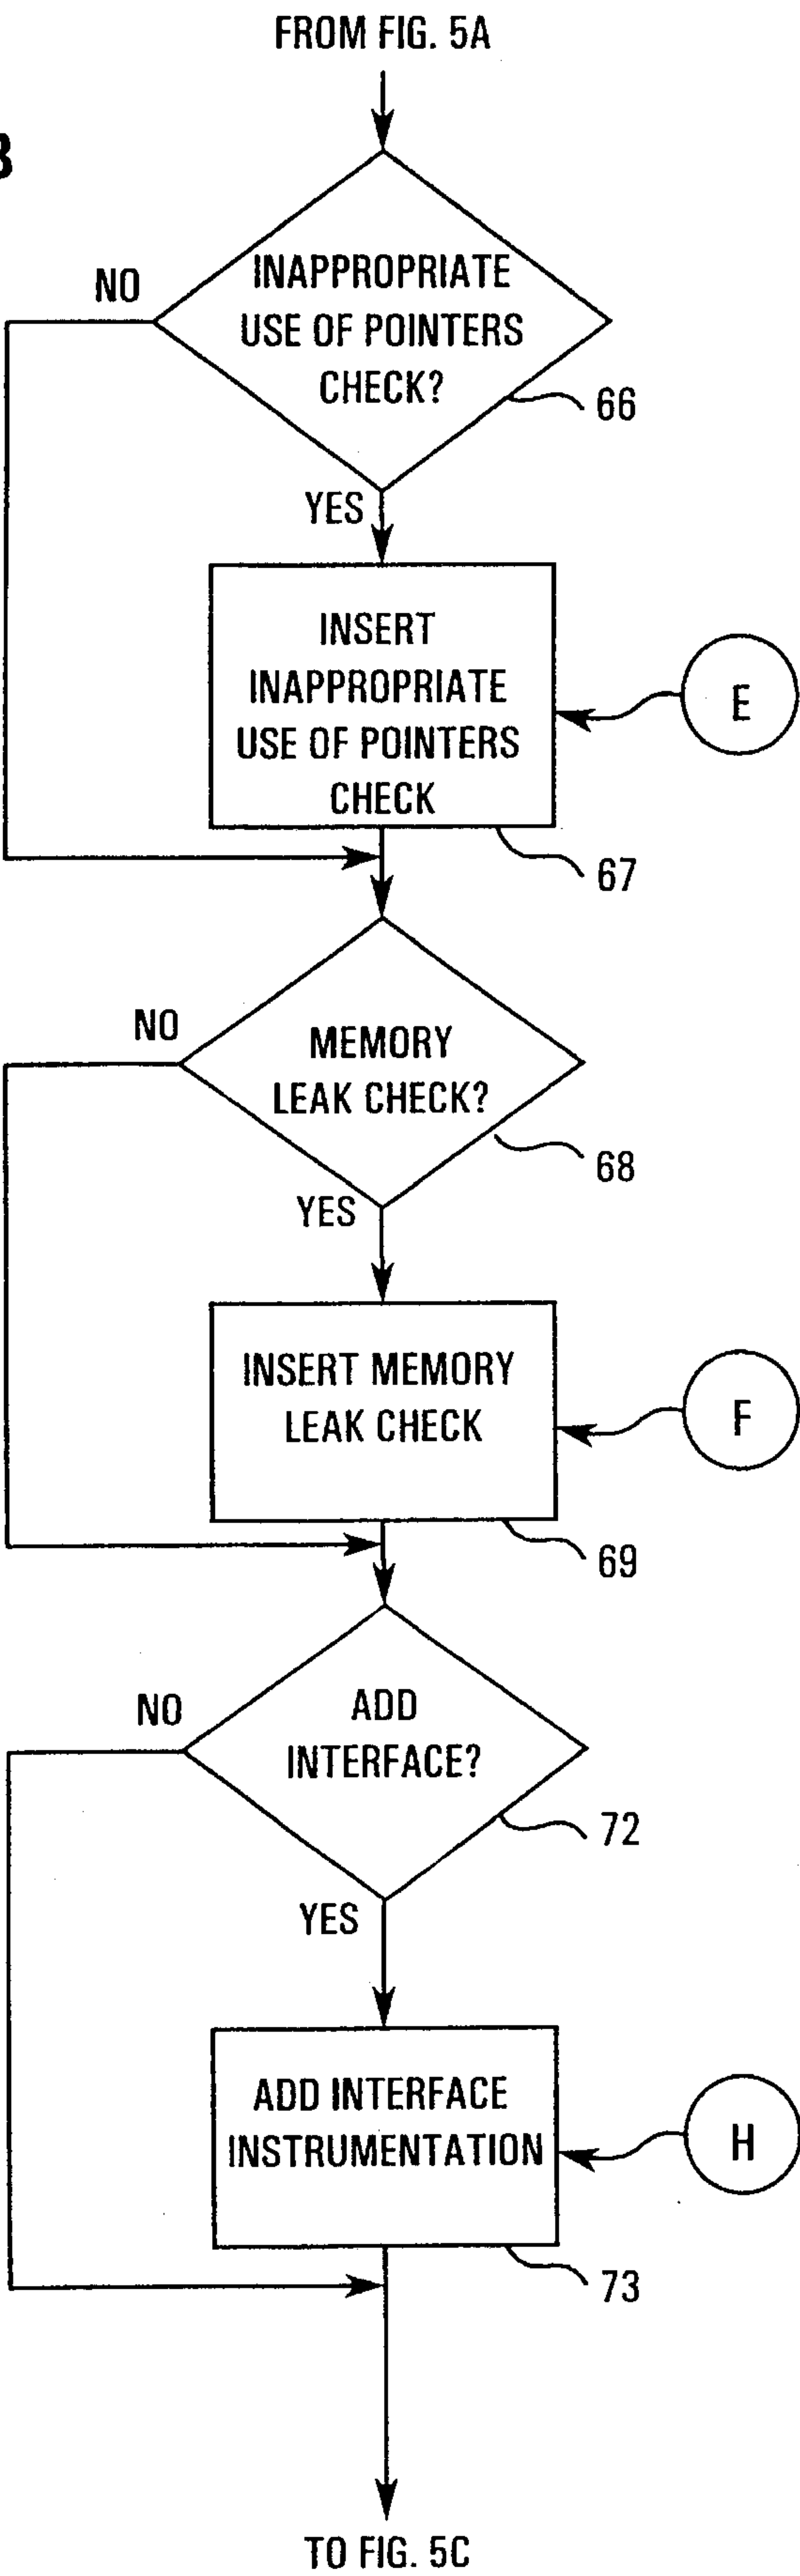 FROM FIG. 5A
NO
INAPPROPRIATE
USE OF POINTERS
CHECK?
66
YES
INSERT
INAPPROPRIATE
USE OF POINTERS
CHECK
E
67
NO
MEMORY
LEAK CHECK?
68
YES
INSERT MEMORY
LEAK CHECK
F
69
NO
ADD
INTERFACE?
72
YES
ADD INTERFACE
INSTRUMENTATION
H
73
TO FIG. 5C